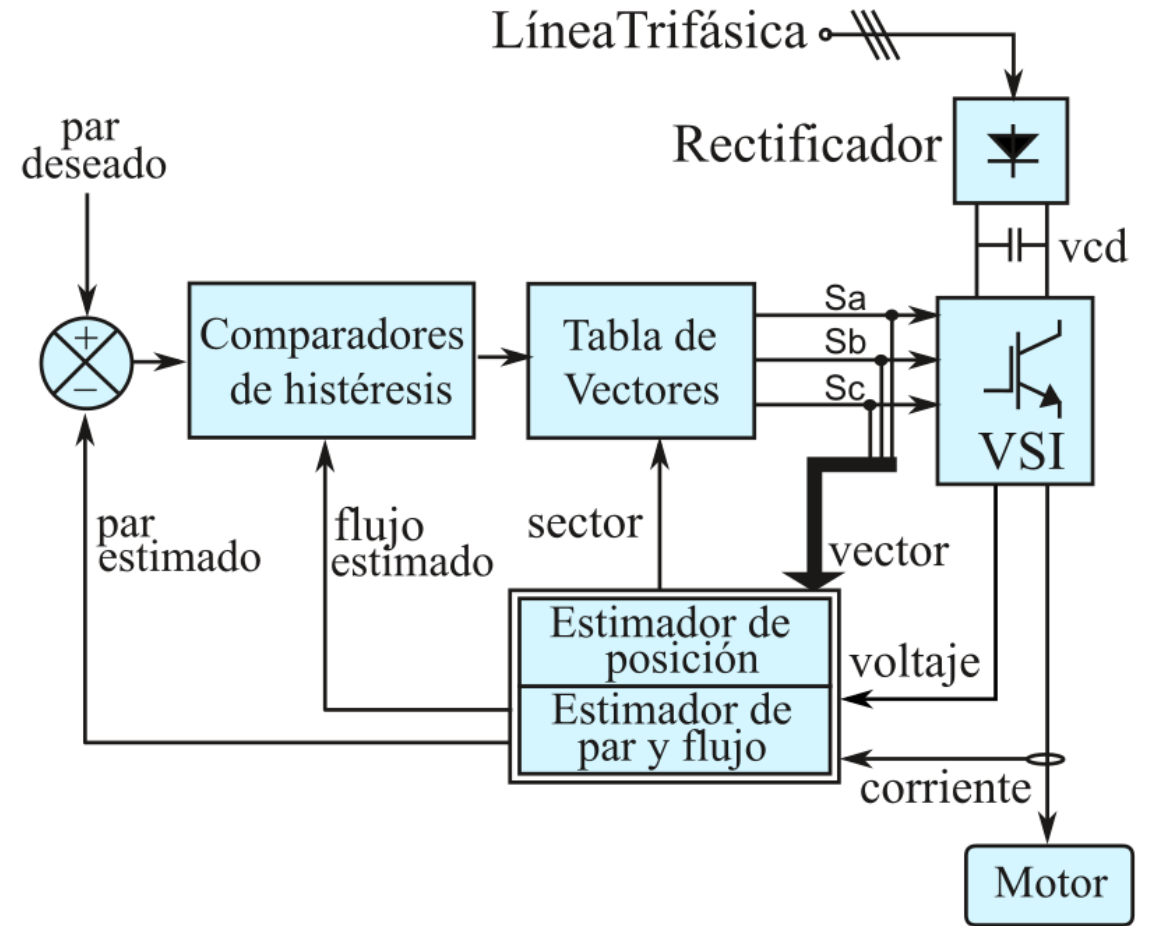 LíneaTrifásica
par
deseado
Rectificador
vcd
+
−
Comparadores
de histéresis
Tabla de
Vectores
Sa
Sb
Sc
VSI
par
estimado
flujo
estimado
sector
vector
Estimador de
posición
Estimador de
par y flujo
voltaje
corriente
Motor